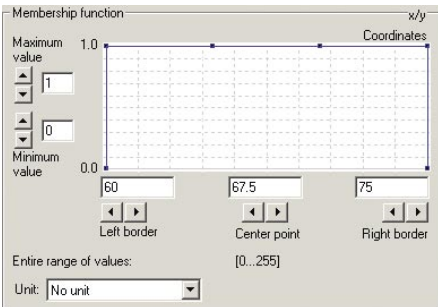 Membership function
x/y
Coordinates
Maximum
value
1.0
1
0
Minimum
value
0.0
60
67.5
75
Left border
Center point
Right border
Entire range of values:
[0...255]
Unit:
No unit